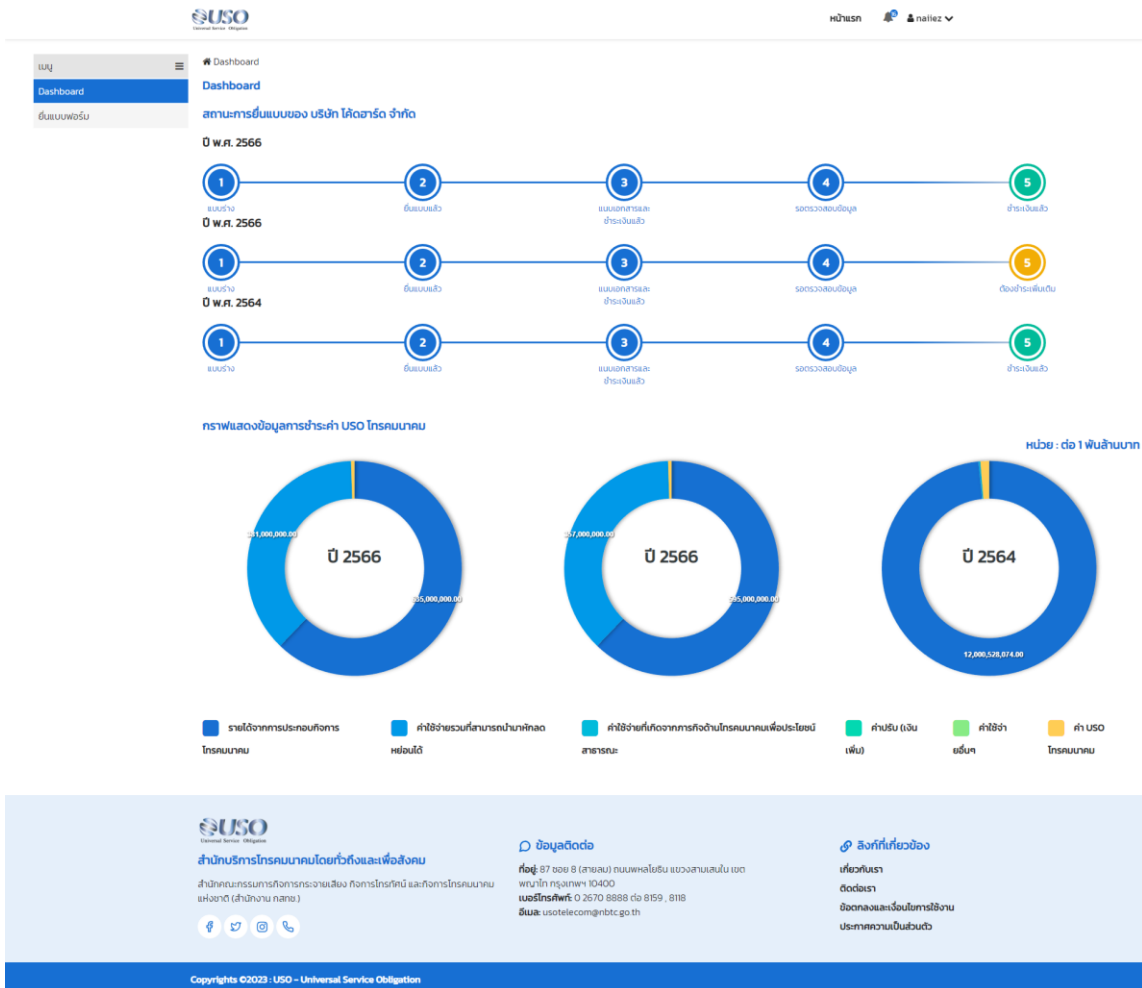 USO
Universal Service Obligation
หน้าแรก
naiiez
เมนู
Dashboard
ยื่นแบบฟอร์ม
Dashboard
Dashboard
สถานะการยื่นแบบของ บริษัท โค้ดฮาร์ด จำกัด
ปี พ.ศ. 2566
1
2
3
4
5
แบบร่าง
ยื่นแบบแล้ว
แนบเอกสารและ
ชำระเงินแล้ว
รอตรวจสอบข้อมูล
ชำระเงินแล้ว
ปี พ.ศ. 2566
1
2
3
4
5
แบบร่าง
ยื่นแบบแล้ว
แนบเอกสารและ
ชำระเงินแล้ว
รอตรวจสอบข้อมูล
ต้องชำระเพิ่มเติม
ปี พ.ศ. 2564
1
2
3
4
5
แบบร่าง
ยื่นแบบแล้ว
แนบเอกสารและ
ชำระเงินแล้ว
รอตรวจสอบข้อมูล
ชำระเงินแล้ว
กราฟแสดงข้อมูลการชำระค่า USO โทรคมนาคม
หน่วย : ต่อ 1 พันล้านบาท
ปี 2566
ปี 2566
ปี 2564
12,000,528,074.00
รายได้จากการประกอบกิจการ
โทรคมนาคม
ค่าใช้จ่ายรวมที่สามารถนำมาหักลด
หย่อนได้
ค่าใช้จ่ายที่เกิดจากภารกิจด้านโทรคมนาคมเพื่อประโยชน์
สาธารณะ
ค่าปรับ (เงิน
เพิ่ม)
ค่าใช้จ่า
ยอื่นๆ
ค่า USO
โทรคมนาคม
USO
Universal Service Obligation
สำนักบริการโทรคมนาคมโดยทั่วถึงและเพื่อสังคม
สำนักคณะกรรมการกิจการกระจายเสียง กิจการโทรทัศน์ และกิจการโทรคมนาคม
แห่งชาติ (สำนักงาน กสทช.)
ข้อมูลติดต่อ
ที่อยู่: 87 ซอย 8 (สายลม) ถนนพหลโยธิน แขวงสามเสนใน เขต
พญาไท กรุงเทพฯ 10400
เบอร์โทรศัพท์: 0 2670 8888 ต่อ 8159 , 8118
อีเมล: usotelecom@nbtc.go.th
ลิงก์ที่เกี่ยวข้อง
เกี่ยวกับเรา
ติดต่อเรา
ข้อตกลงและเงื่อนไขการใช้งาน
ประกาศความเป็นส่วนตัว
Copyrights ©2023 : USO - Universal Service Obligation